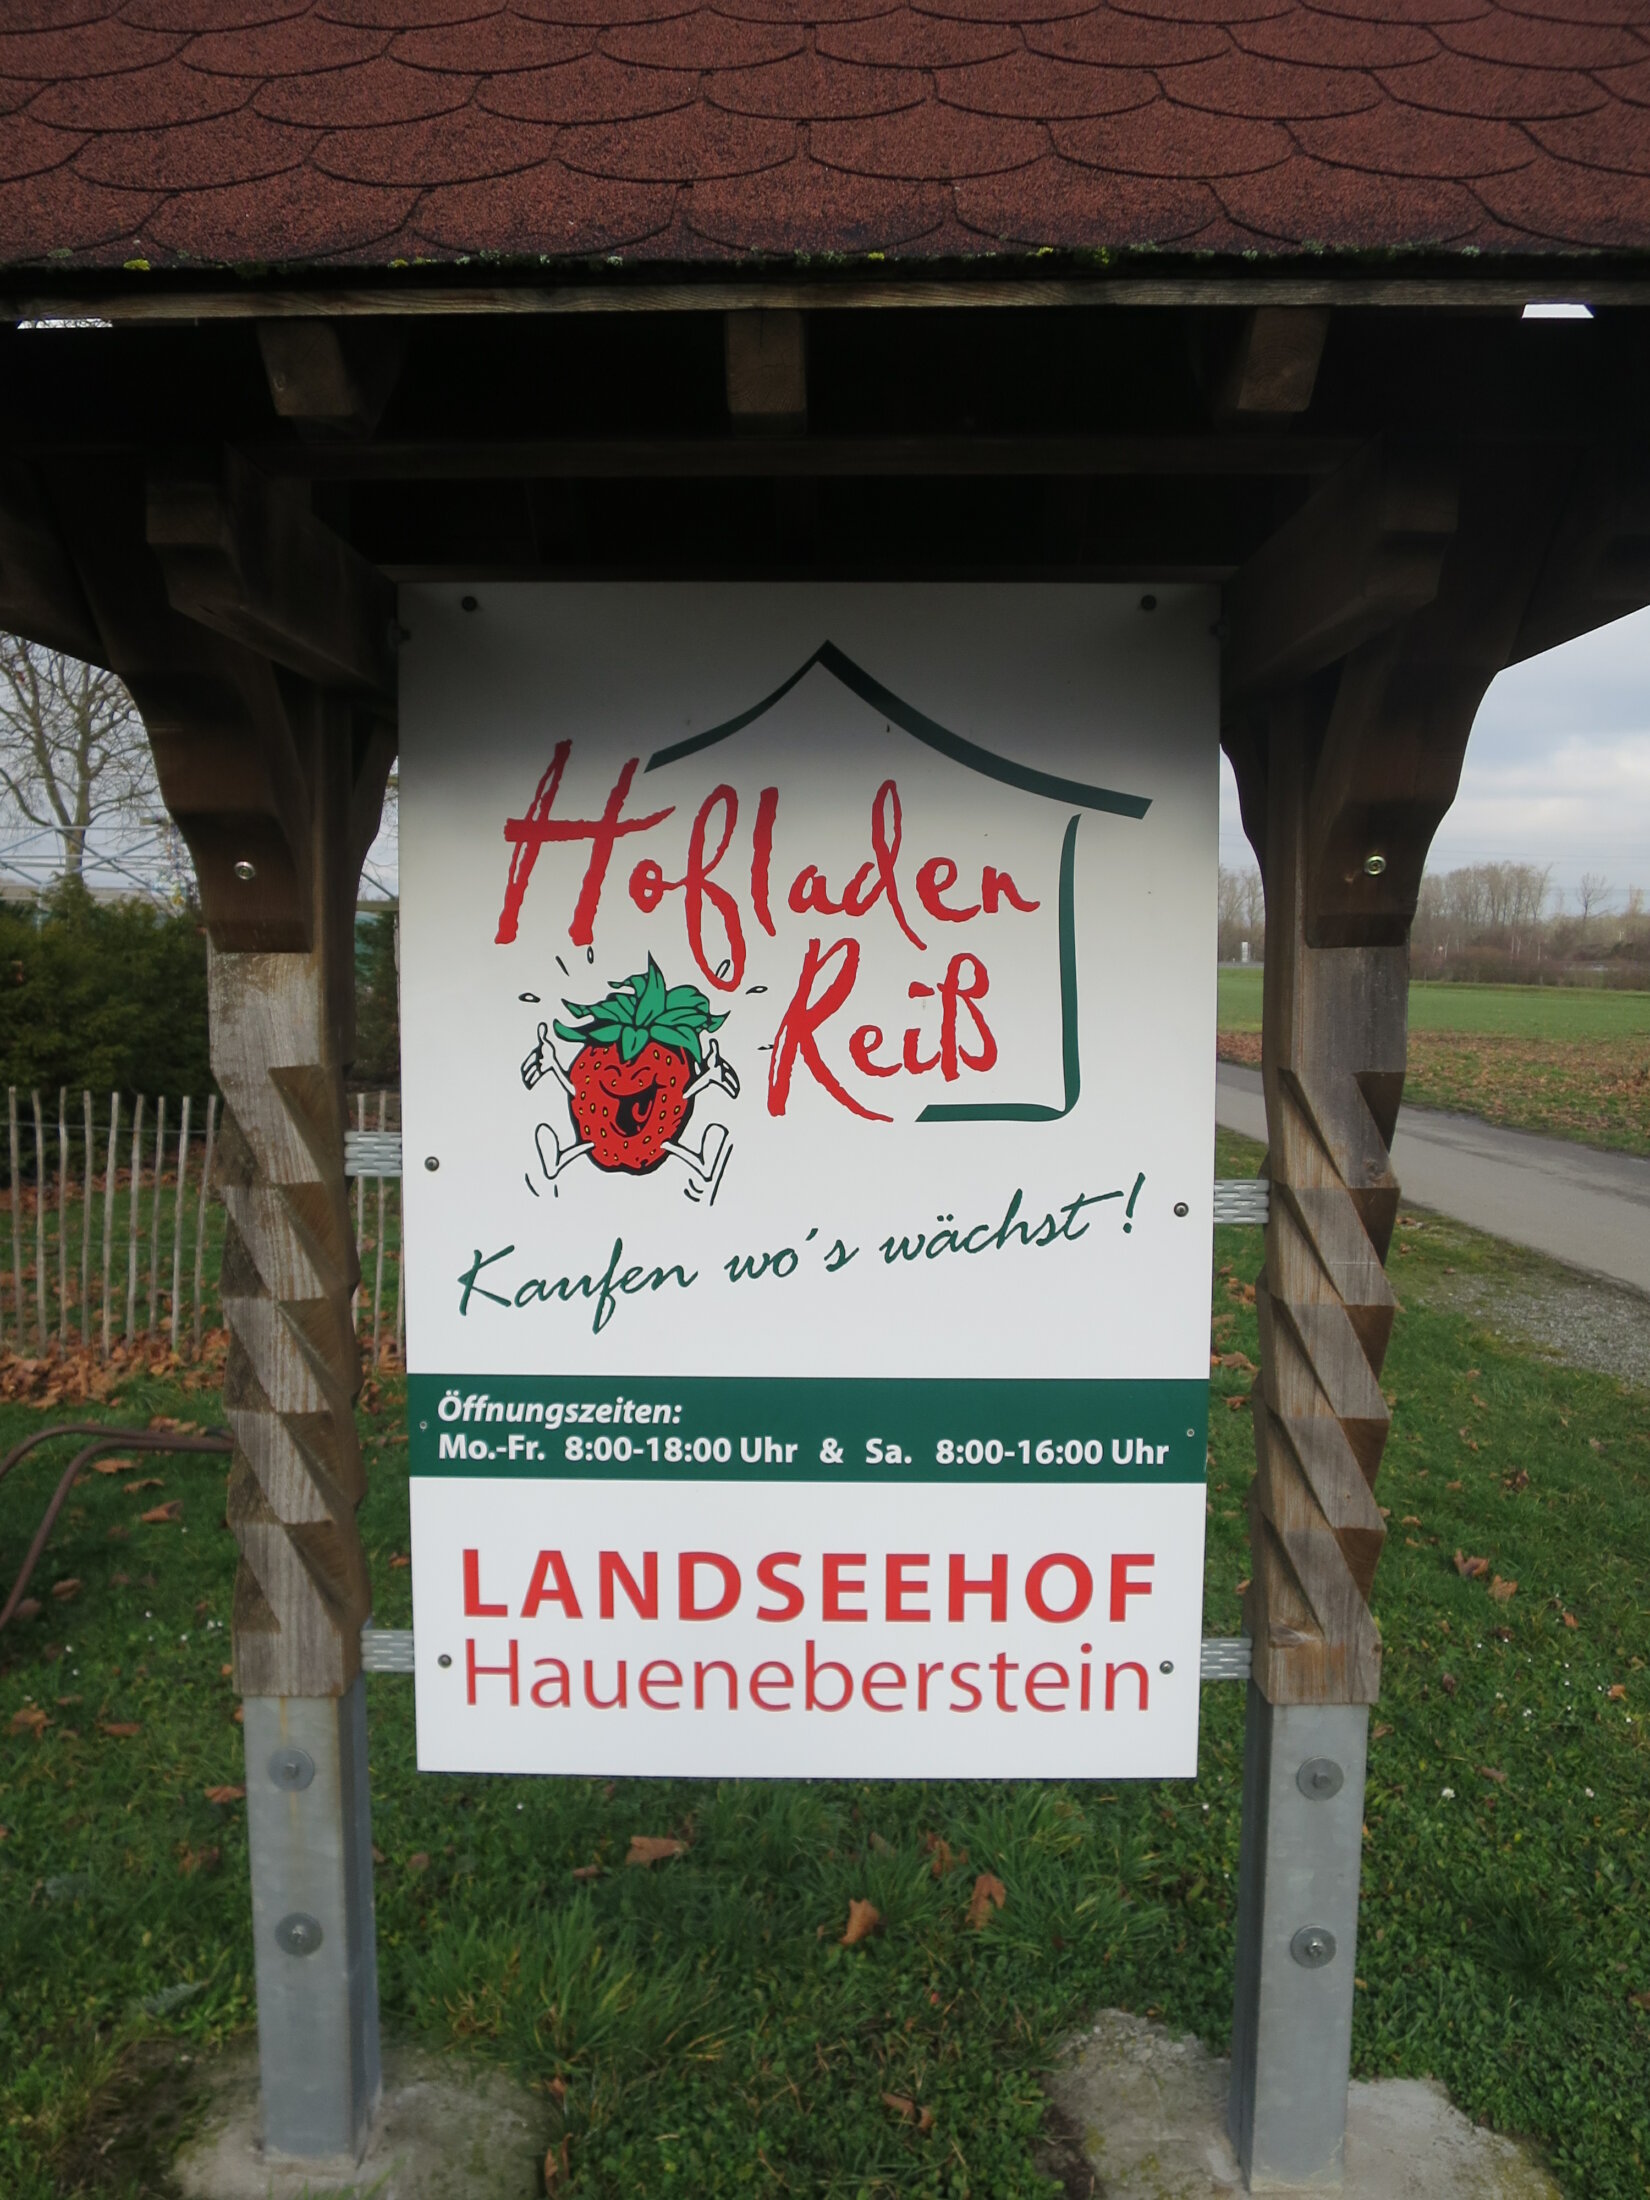 Hofladen
Reiß
Kaufen wo's wächst!
Öffnungszeiten:
Mo.-Fr. 8:00-18:00 Uhr & Sa. 8:00-16:00 Uhr
LANDSEEHOF
Haueneberstein